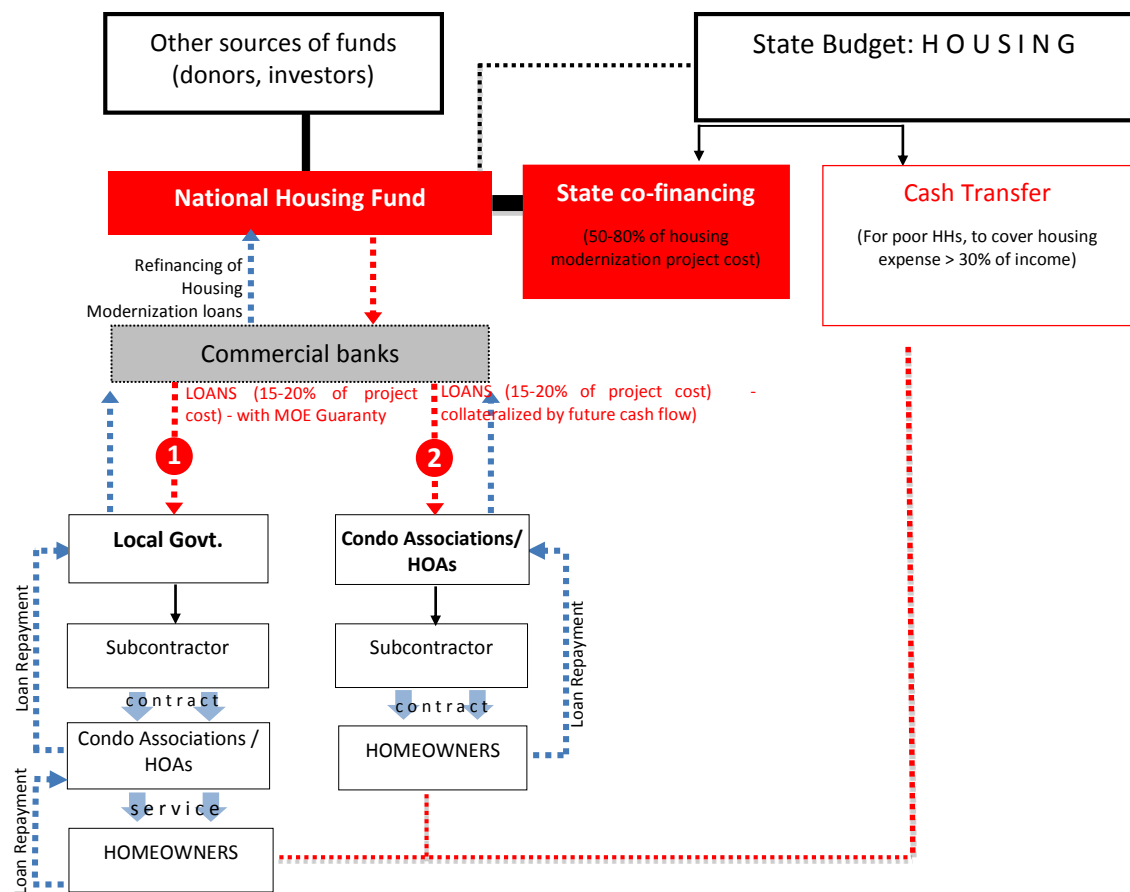 Other sources of funds
(donors, investors)
State Budget: H O U S I N G
National Housing Fund
State co-financing
(50-80% of housing
modernization project cost)
Cash Transfer
(For poor HHs, to cover housing
expense > 30% of income)
Refinancing of
Housing
Modernization loans
Commercial banks
LOANS (15-20% of project
cost) - with MOE Guaranty
LOANS (15-20% of project cost) -
collateralized by future cash flow)
1
2
Local Govt.
Condo Associations/
HOAs
Loan Repayment
Subcontractor
Subcontractor
Loan Repayment
c o n t r a c t
c o n t r a c t
Condo Associations /
HOAs
HOMEOWNERS
Loan Repayment
s e r v i c e
HOMEOWNERS